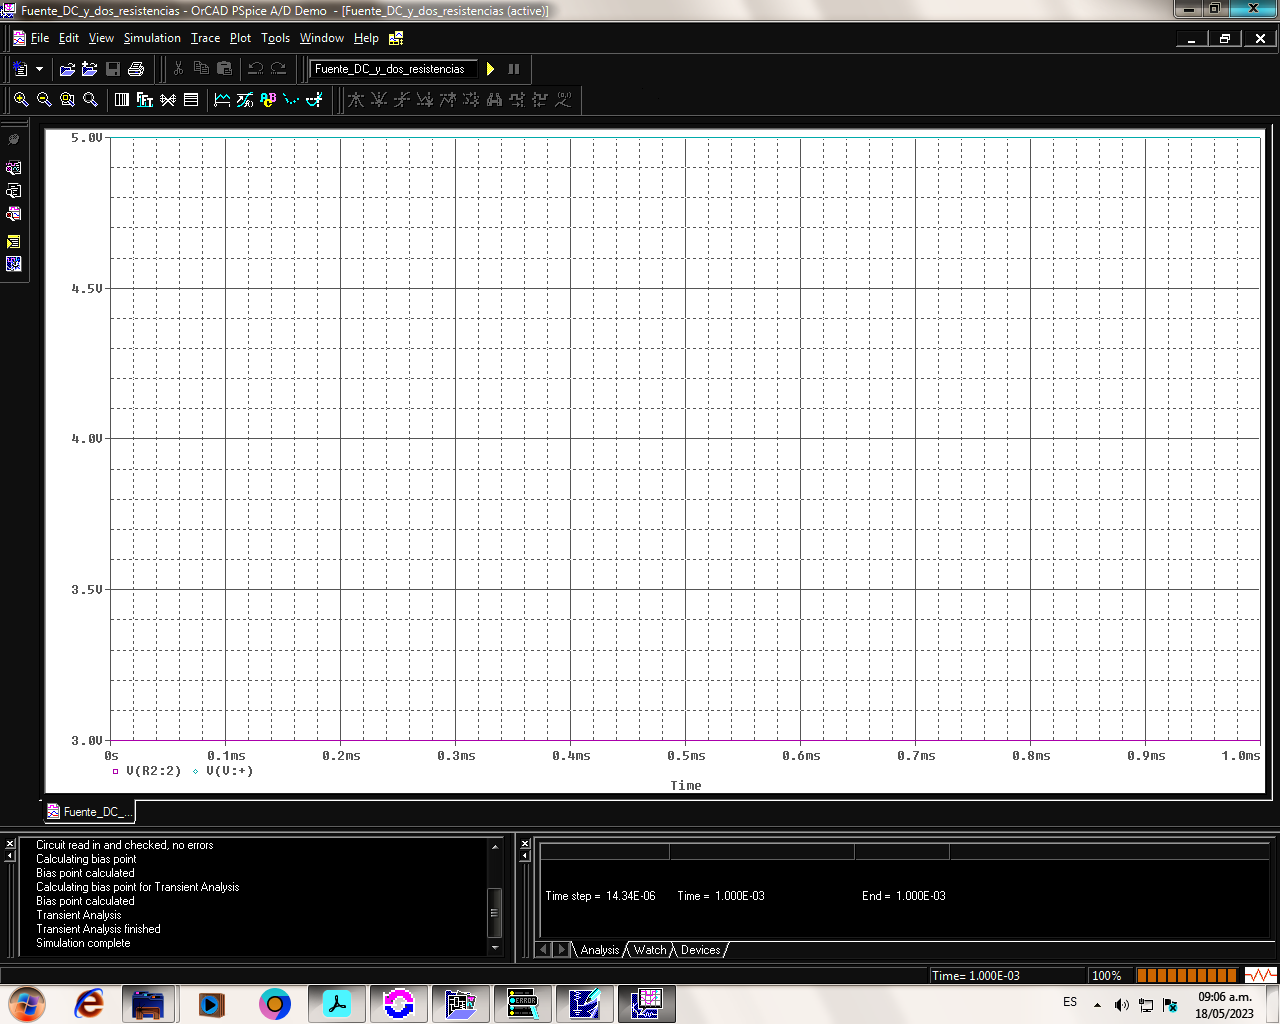 Fuente_DC_y_dos_resistencias - OrCAD PSpice A/D Demo - [Fuente_DC_y_dos_resistencias (active)]
File Edit View Simulation Trace Plot Tools Window Help
Fuente_DC_y_dos_resistencias
FFT
5.0V
4.5V
4.0V
3.5V
3.0V
0s 0.1ms 0.2ms 0.3ms 0.4ms 0.5ms 0.6ms 0.7ms 0.8ms 0.9ms 1.0ms
V(R2:2) V(V:+)
Time
Fuente_DC_...
Circuit read in and checked, no errors
Calculating bias point
Bias point calculated
Calculating bias point for Transient Analysis
Bias point calculated
Transient Analysis
Transient Analysis finished
Simulation complete
Time step = 14.34E-06 Time = 1.000E-03 End = 1.000E-03
Analysis Watch Devices
Time= 1.000E-03 100%
ERROR
ES
09:06 a.m.
18/05/2023